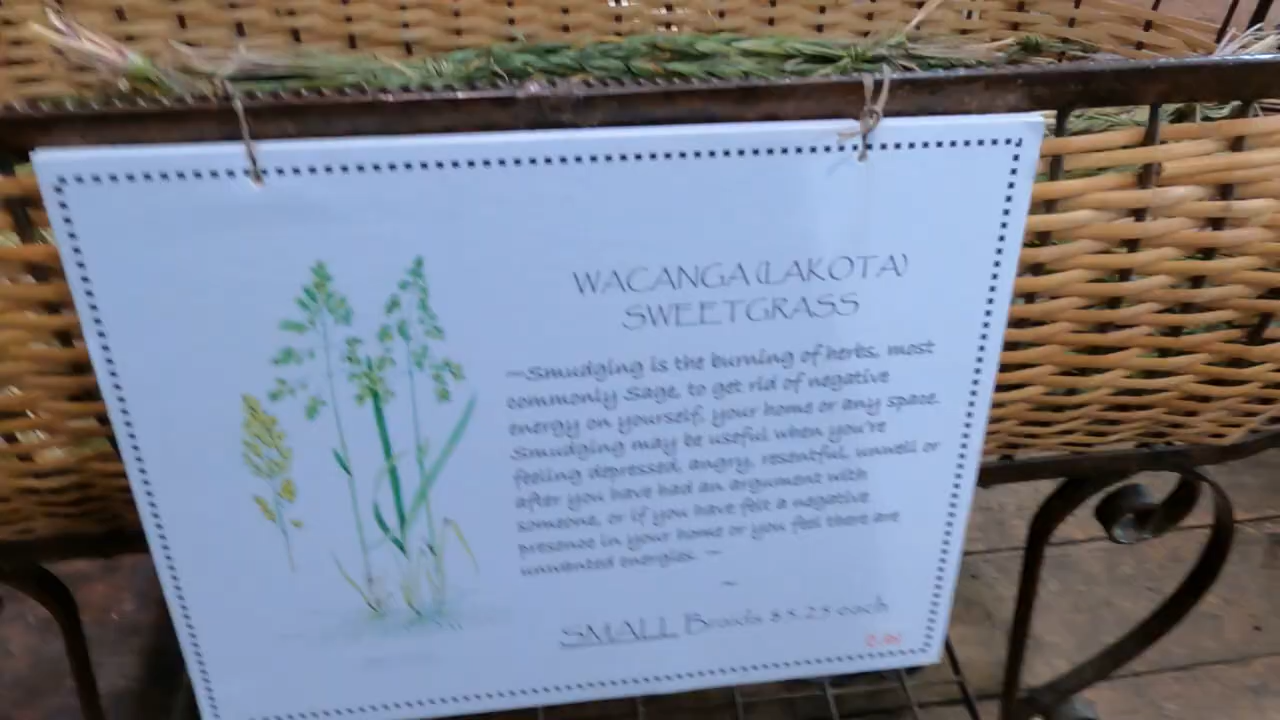 WACANGA (LAKOTA)
SWEETGRASS
~Smudging is the burning of herbs, most
commonly Sage, to get rid of negative
energy on yourself, your home or any space.
Smudging may be useful when you're
feeling depressed, angry, resentful, unwell or
after you have had an argument with
someone, or if you have felt a negative
presence in your home or you feel there are
unwanted energies. ~
~
SMALL Braids $5.25 each